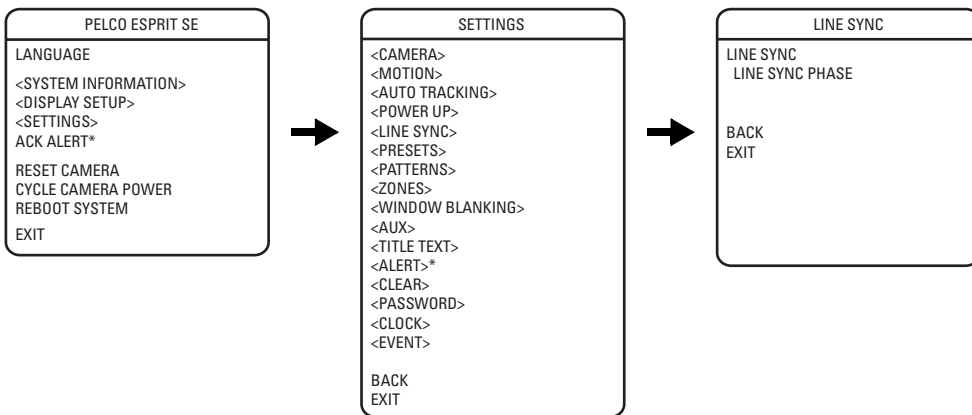 PELCO ESPRIT SE
LANGUAGE
<SYSTEM INFORMATION>
<DISPLAY SETUP>
<SETTINGS>
ACK ALERT*
RESET CAMERA
CYCLE CAMERA POWER
REBOOT SYSTEM
EXIT
SETTINGS
<CAMERA>
<MOTION>
<AUTO TRACKING>
<POWER UP>
<LINE SYNC>
<PRESETS>
<PATTERNS>
<ZONES>
<WINDOW BLANKING>
<AUX>
<TITLE TEXT>
<ALERT>*
<CLEAR>
<PASSWORD>
<CLOCK>
<EVENT>
BACK
EXIT
LINE SYNC
LINE SYNC
LINE SYNC PHASE
BACK
EXIT